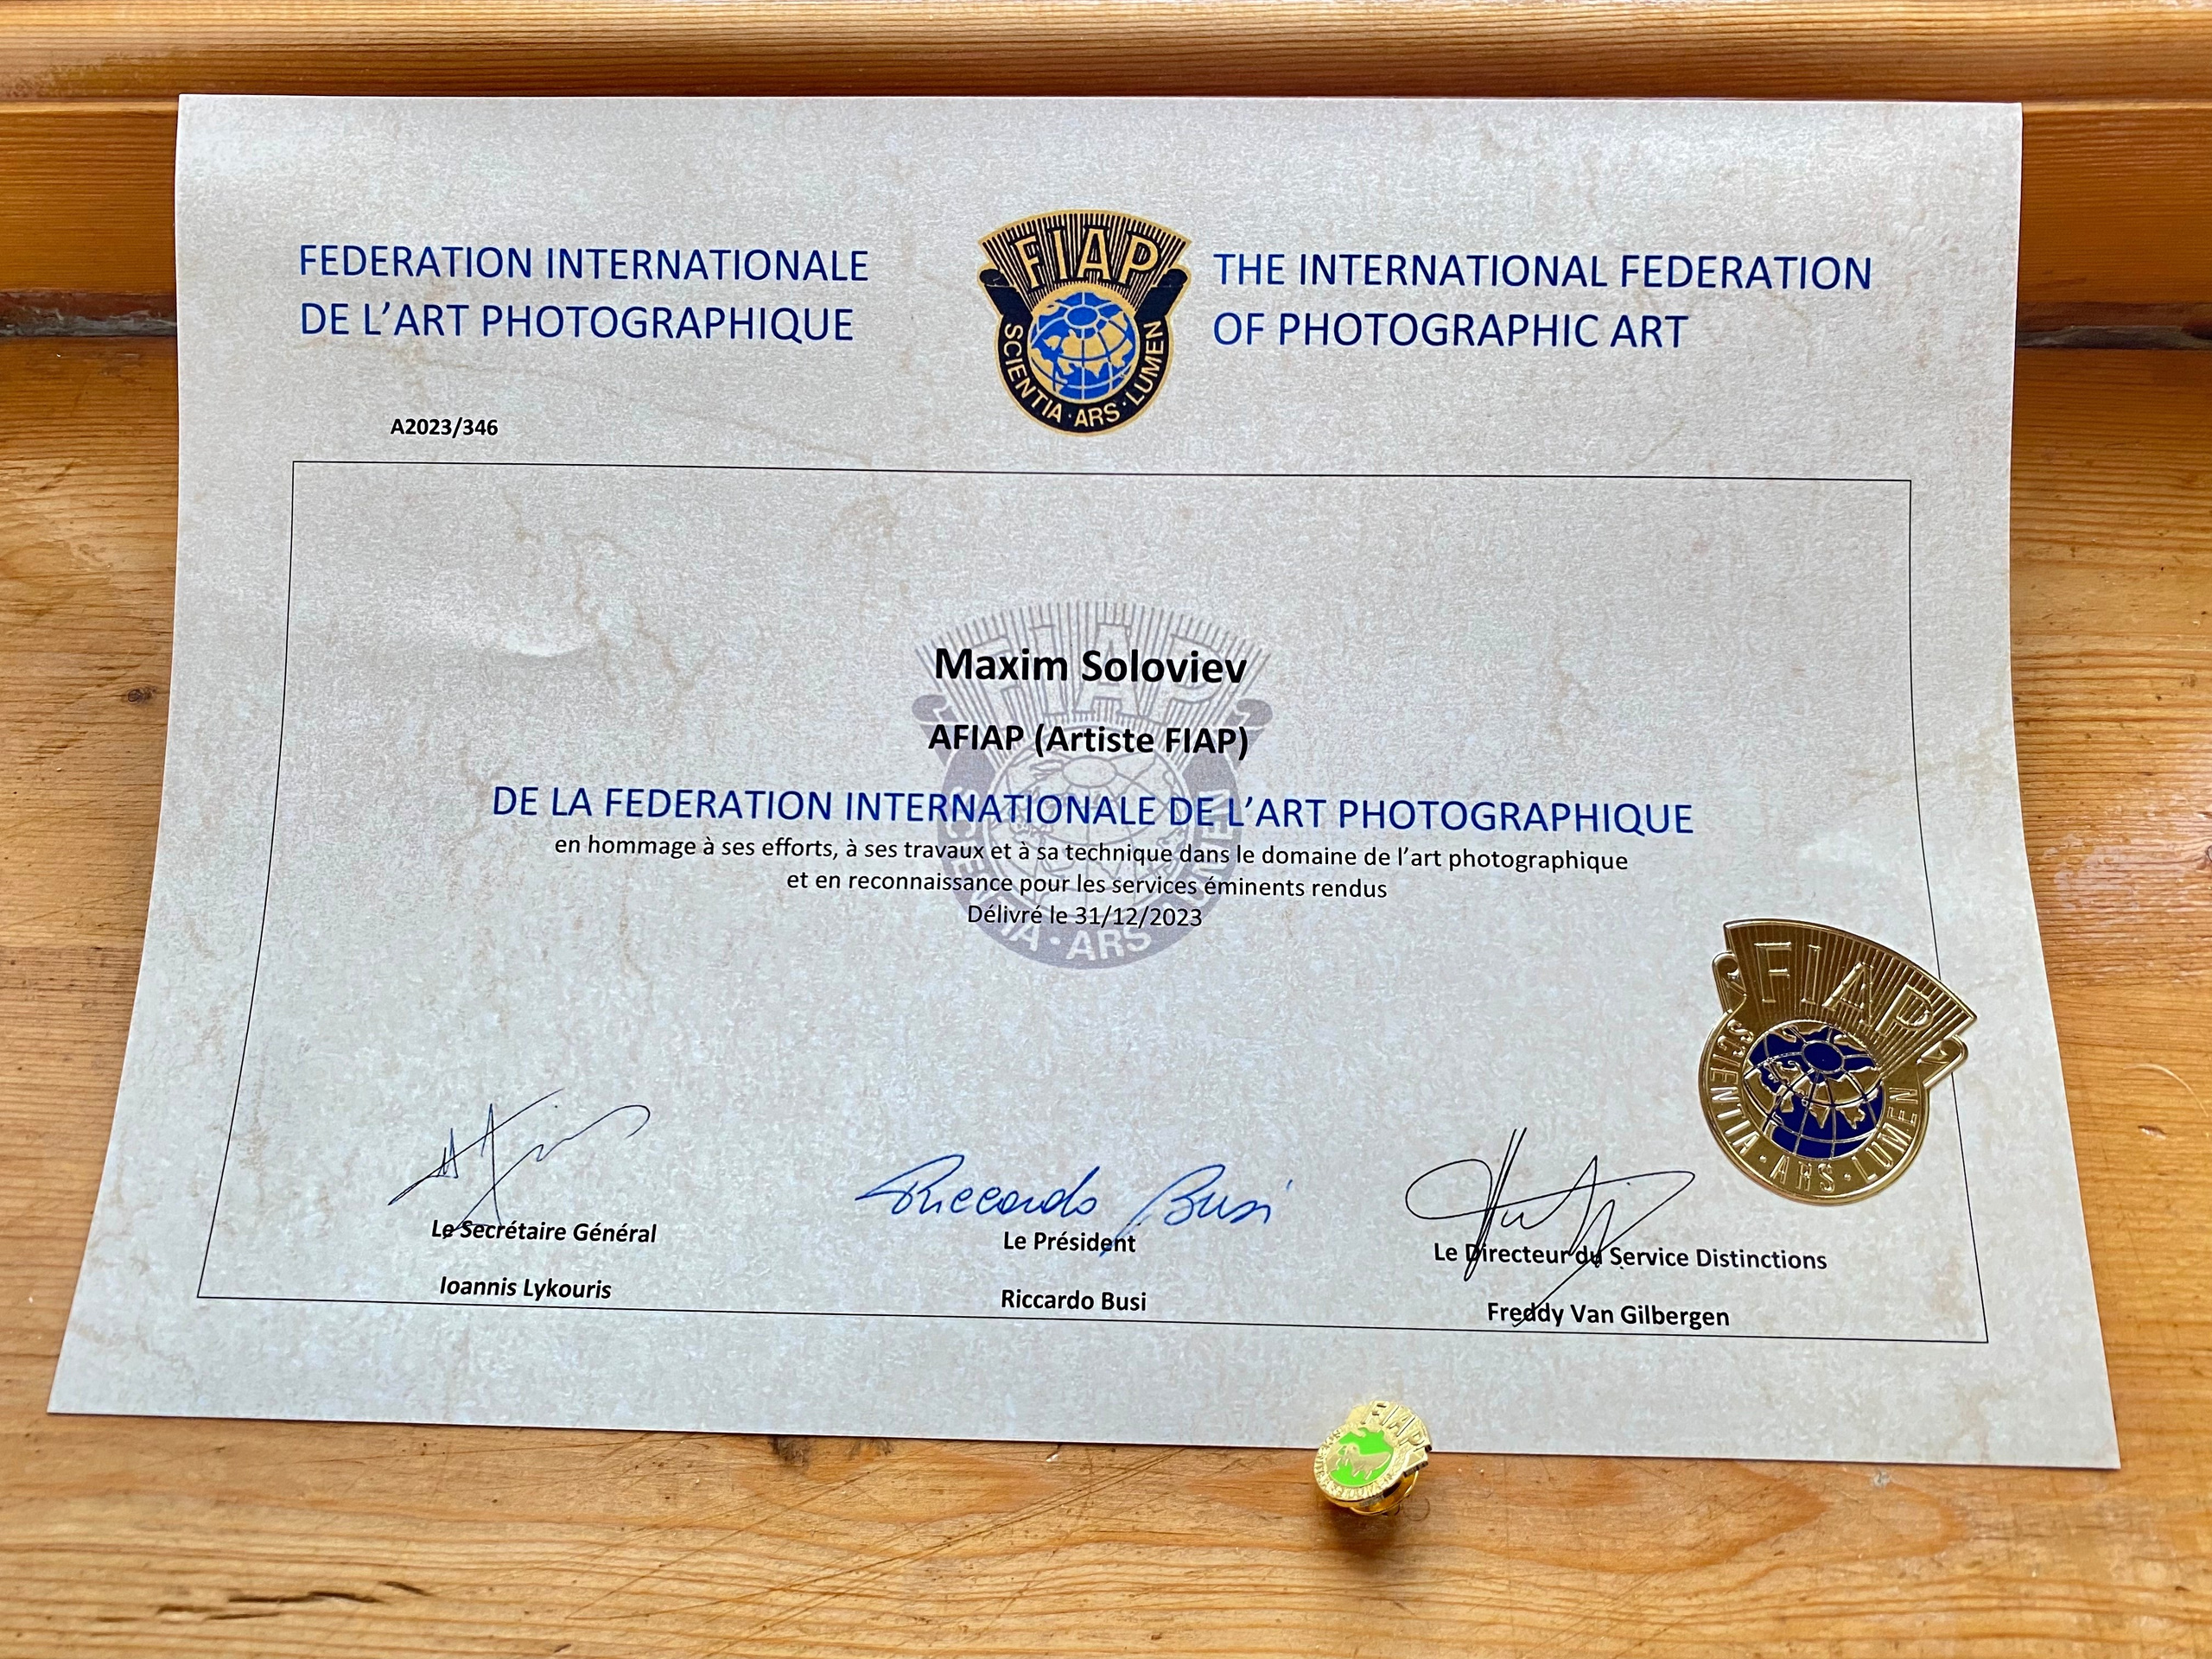 FEDERATION INTERNATIONALE
DE L’ART PHOTOGRAPHIQUE
FIAP
SCIENTIA · ARS · LUMEN
THE INTERNATIONAL FEDERATION
OF PHOTOGRAPHIC ART
A2023/346
FIAP
Maxim Soloviev
AFIAP (Artiste FIAP)
DE LA FEDERATION INTERNATIONALE DE L’ART PHOTOGRAPHIQUE
en hommage à ses efforts, à ses travaux et à sa technique dans le domaine de l’art photographique
et en reconnaissance pour les services éminents rendus
Délivré le 31/12/2023
SCIENTIA · ARS · LUMEN
FIAP
SCIENTIA · ARS · LUMEN
Riccardo Busi
Le Secrétaire Général
Le Président
Le Directeur du Service Distinctions
Ioannis Lykouris
Riccardo Busi
Freddy Van Gilbergen
FIAP